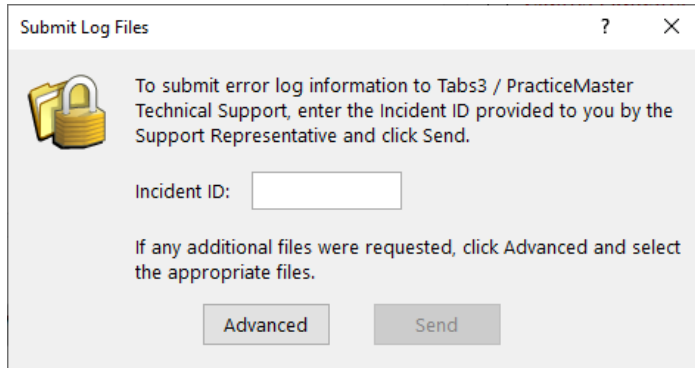 Submit Log Files ?
To submit error log information to Tabs3 / PracticeMaster
Technical Support, enter the Incident ID provided to you by the
Support Representative and click Send.
Incident ID:
If any additional files were requested, click Advanced and select
the appropriate files.
Advanced Send